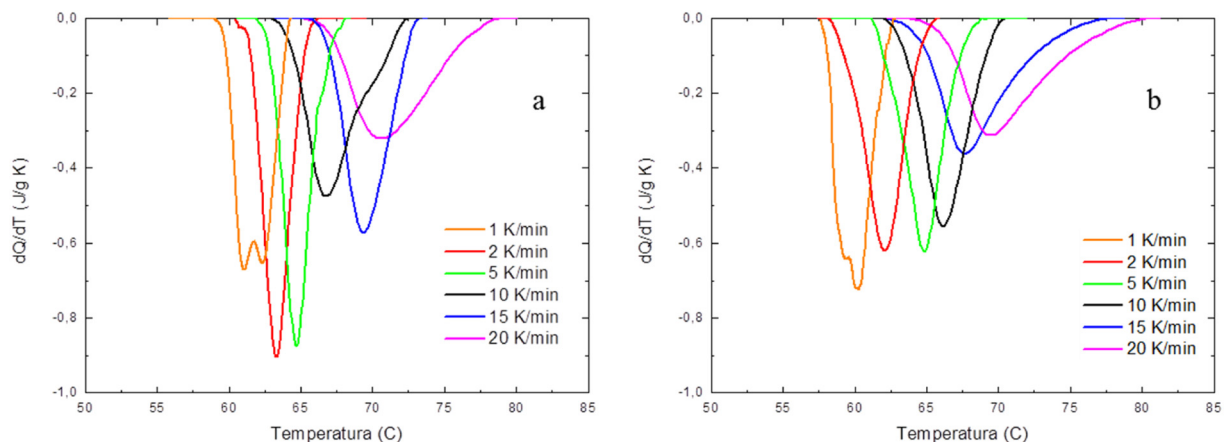 a
0.0
-0.2
-0.4
-0.6
-0.8
-1.0
dQ/dT (J/g K)
1 K/min
2 K/min
5 K/min
10 K/min
15 K/min
20 K/min
50 55 60 65 70 75 80 85
Temperatura (C)
b
0.0
-0.2
-0.4
-0.6
-0.8
-1.0
dQ/dT (J/g K)
1 K/min
2 K/min
5 K/min
10 K/min
15 K/min
20 K/min
50 55 60 65 70 75 80 85
Temperatura (C)